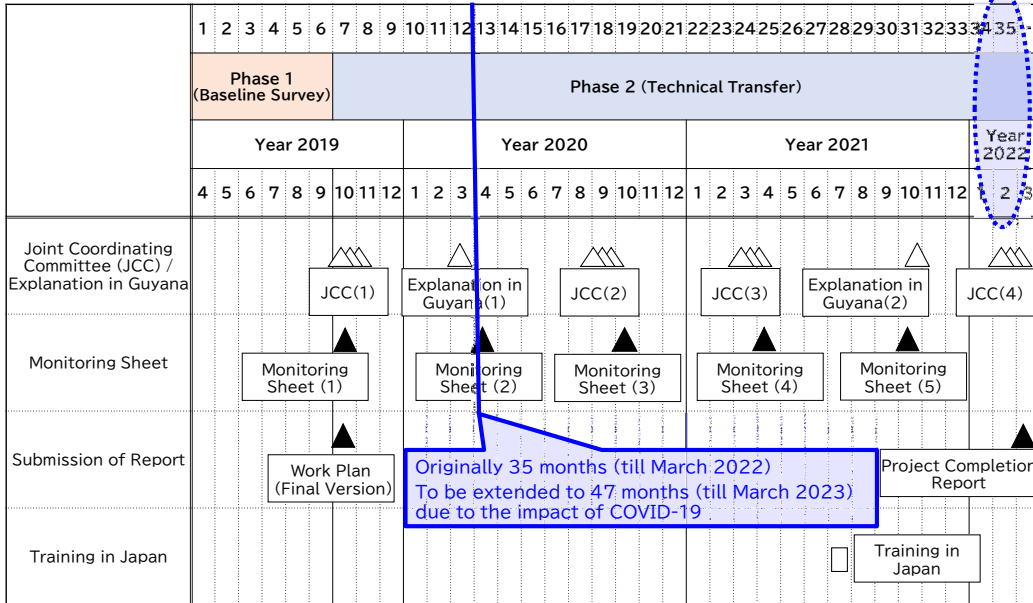 1 2 3 4 5 6 7 8 9 10 11 12 13 14 15 16 17 18 19 20 21 22 23 24 25 26 27 28 29 30 31 32 33 34 35
Phase 1
(Baseline Survey)
Phase 2 (Technical Transfer)
Year 2019
Year 2020
Year 2021
Year
2022
4 5 6 7 8 9 10 11 12 1 2 3 4 5 6 7 8 9 10 11 12 1 2 3 4 5 6 7 8 9 10 11 12 1 2 3
Joint Coordinating
Committee (JCC) /
Explanation in Guyana
JCC(1)
Explanation in
Guyana(1)
JCC(2)
JCC(3)
Explanation in
Guyana(2)
JCC(4)
Monitoring Sheet
Monitoring
Sheet (1)
Monitoring
Sheet (2)
Monitoring
Sheet (3)
Monitoring
Sheet (4)
Monitoring
Sheet (5)
Submission of Report
Work Plan
(Final Version)
Originally 35 months (till March 2022)
To be extended to 47 months (till March 2023)
due to the impact of COVID-19
Project Completion
Report
Training in Japan
Training in
Japan